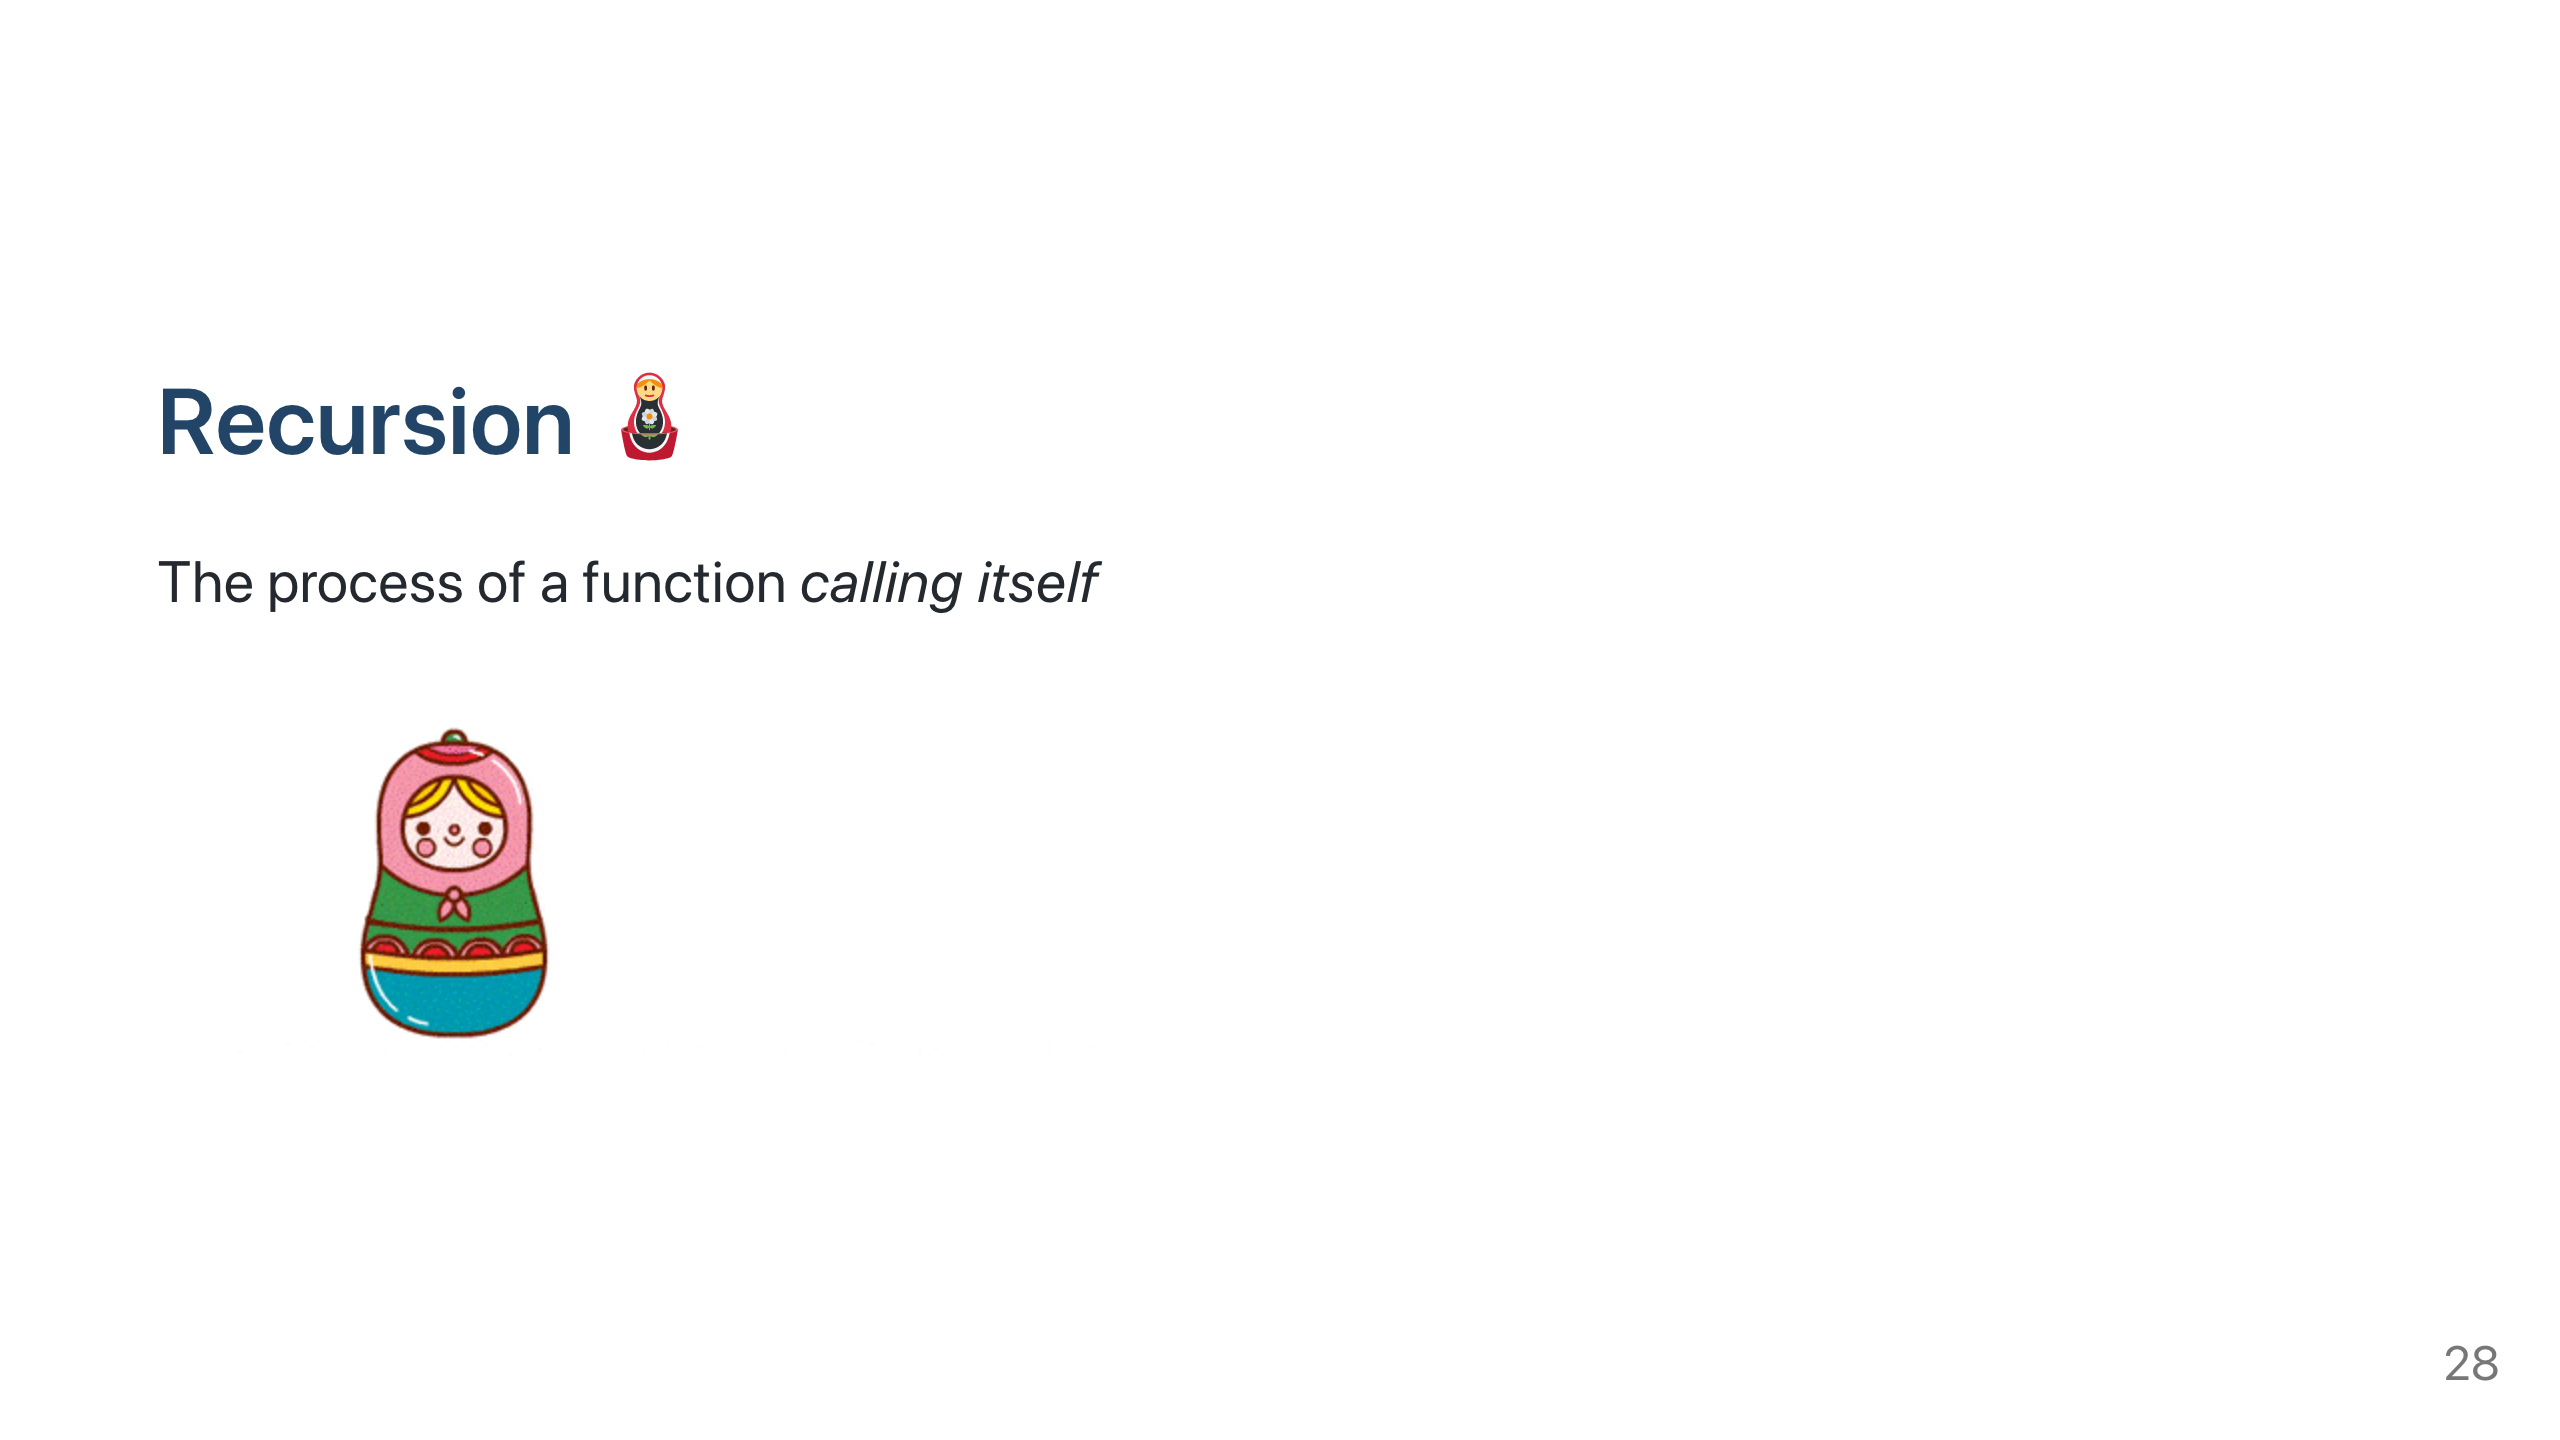 Recursion 🪆
The process of a function calling itself
28